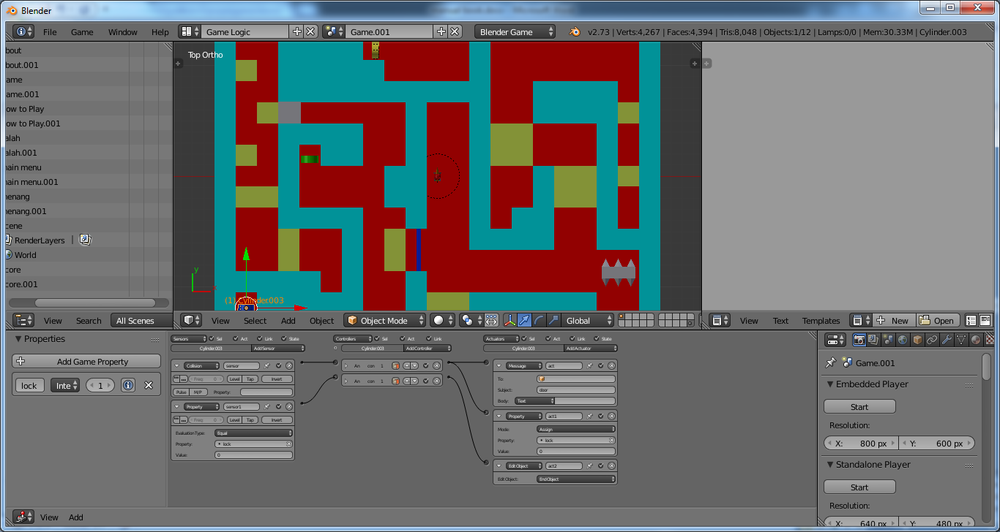 Blender
File Game Window Help Game Logic Game.001 Blender Game v2.73 | Verts:4,267 | Faces:4,394 | Tris:8,048 | Objects:1/12 | Lamps:0/0 | Mem:30.33M | Cylinder.003
bout
bout.001
ame
ame.001
ow to Play
ow to Play.001
alah
alah.001
nain menu
nain menu.001
nenang
nenang.001
cene
RenderLayers |
World
core
core.001
Top Ortho
y
x
(1) Cylinder.003
View Search All Scenes
View Select Add Object Object Mode Global
View Text Templates New Open
Properties
Add Game Property
lock Inte 1
Sensors Sel Act Link State
Cylinder.003 Add Sensor
Collision sensor
Freq 0 Level Tap Invert
Pulse M/P Property:
Property sensor1
Freq 0 Level Tap Invert
Evaluation Type: Equal
Property: lock
Value: 0
Controllers Sel Act Link
Cylinder.003 Add Controller
An con 1
An con 1
Actuators Sel Act Link State
Cylinder.003 Add Actuator
Message act
To:
Subject: door
Body: Text
Property act1
Mode: Assign
Property: lock
Value: 0
Edit Object act2
Edit Object: End Object
Game.001
Embedded Player
Start
Resolution:
X: 800 px Y: 600 px
Standalone Player
Start
Resolution:
X: 640 px Y: 480 px
View Add